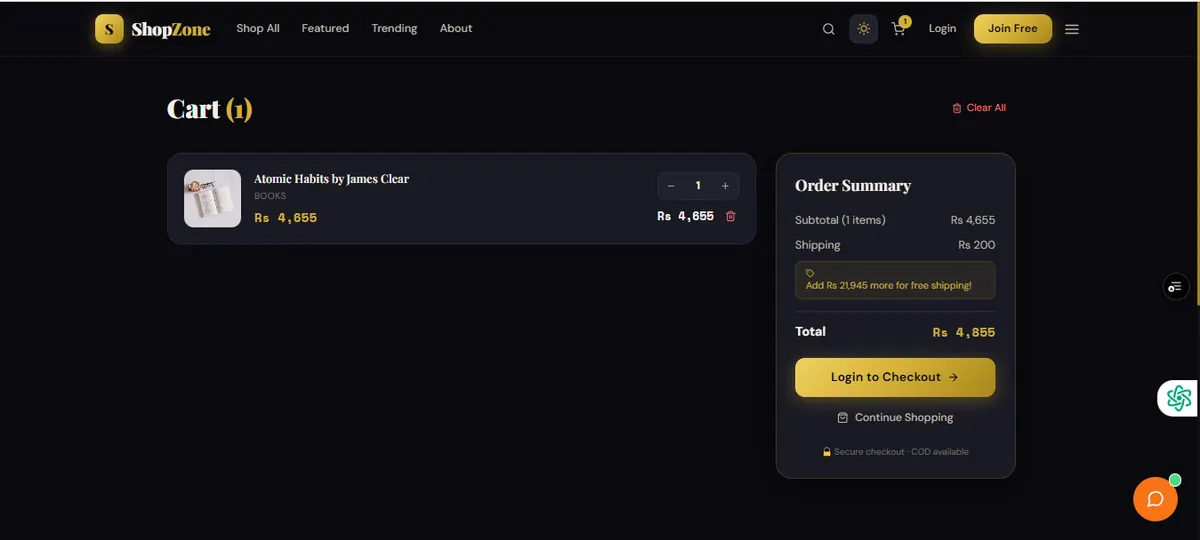 S ShopZone Shop All Featured Trending About 1 Login Join Free
Cart (1)
Clear All
Atomic Habits by James Clear
BOOKS
Rs 4,655
− 1 +
Rs 4,655
Order Summary
Subtotal (1 items) Rs 4,655
Shipping Rs 200
Add Rs 21,945 more for free shipping!
Total Rs 4,855
Login to Checkout →
Continue Shopping
Secure checkout · COD available